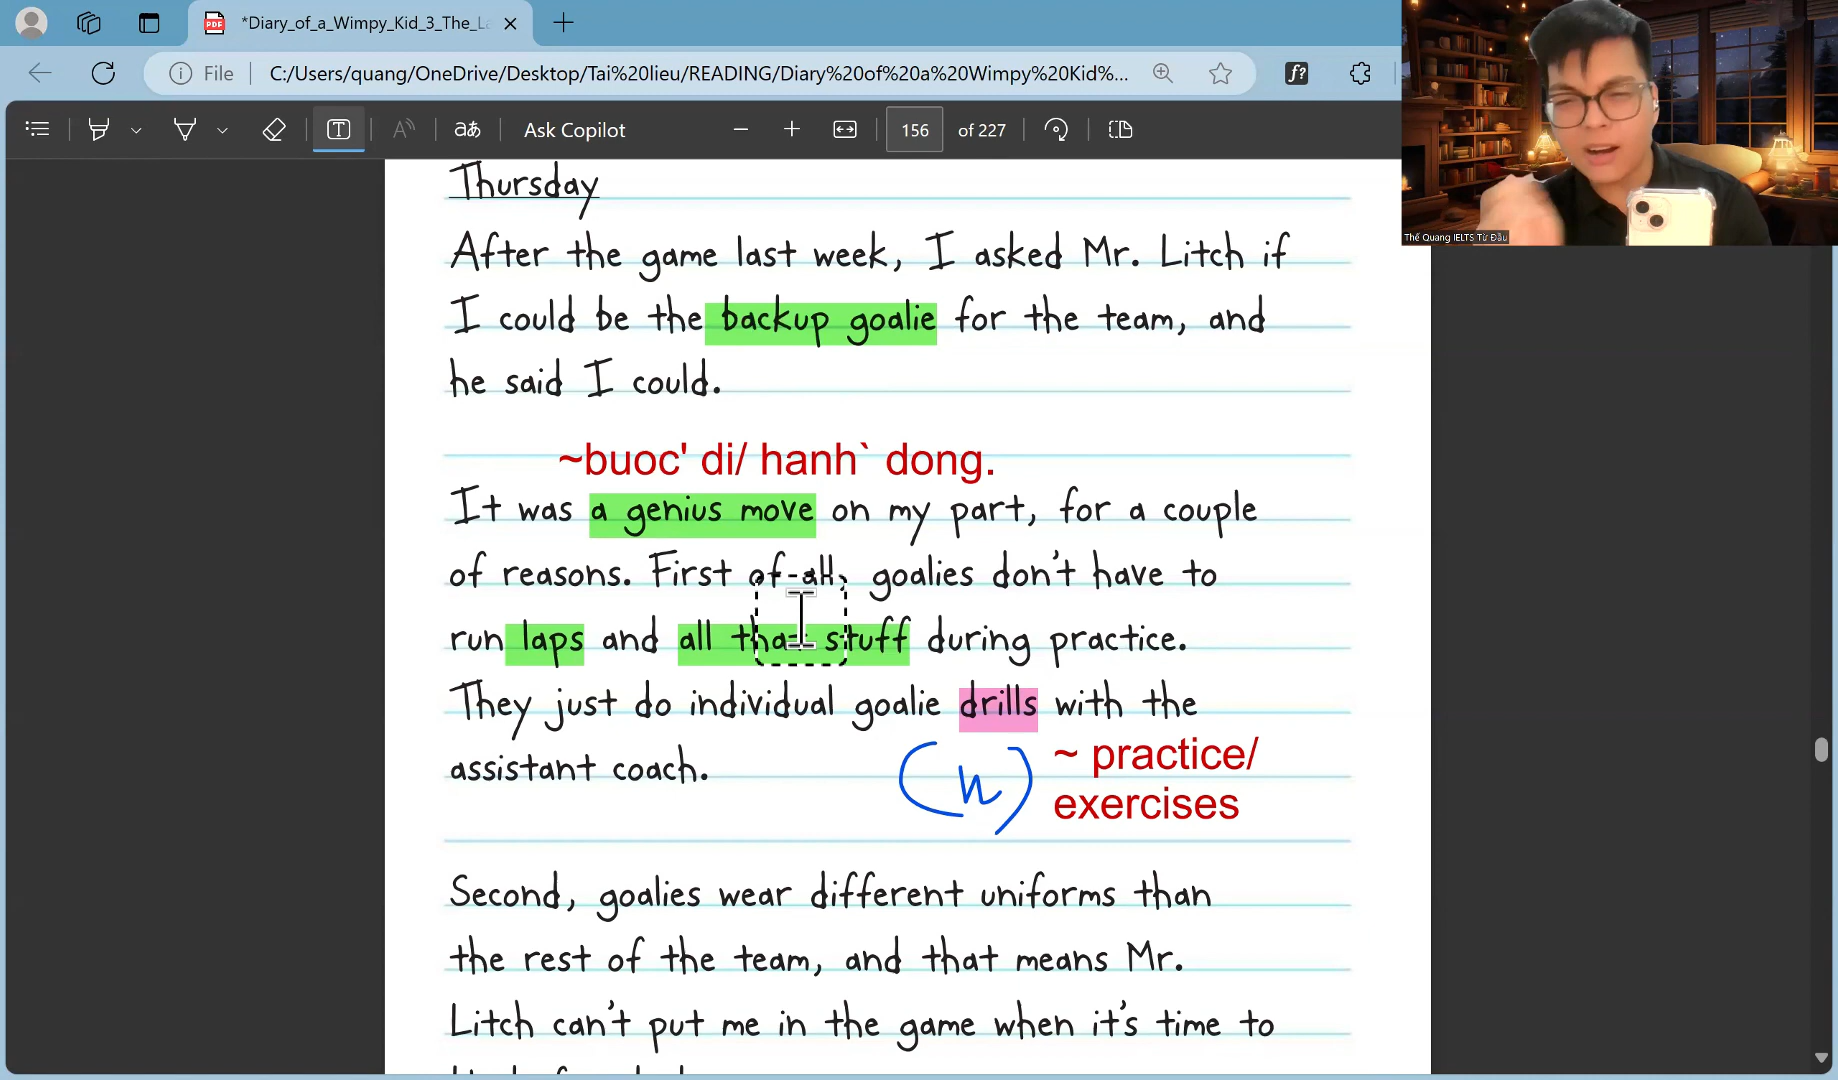 *Diary_of_a_Wimpy_Kid_3_The_La
File
C:/Users/quang/OneDrive/Desktop/Tai%20lieu/READING/Diary%20of%20a%20Wimpy%20Kid%...
Ask Copilot
156 of 227
Thế Quang IELTS Từ Đầu
Thursday
After the game last week, I asked Mr. Litch if
I could be the backup goalie for the team, and
he said I could.
~buoc' di/ hanh` dong.
It was a genius move on my part, for a couple
of reasons. First of all, goalies don't have to
run laps and all that stuff during practice.
They just do individual goalie drills with the
assistant coach.
(n)
~ practice/
exercises
Second, goalies wear different uniforms than
the rest of the team, and that means Mr.
Litch can't put me in the game when it's time to